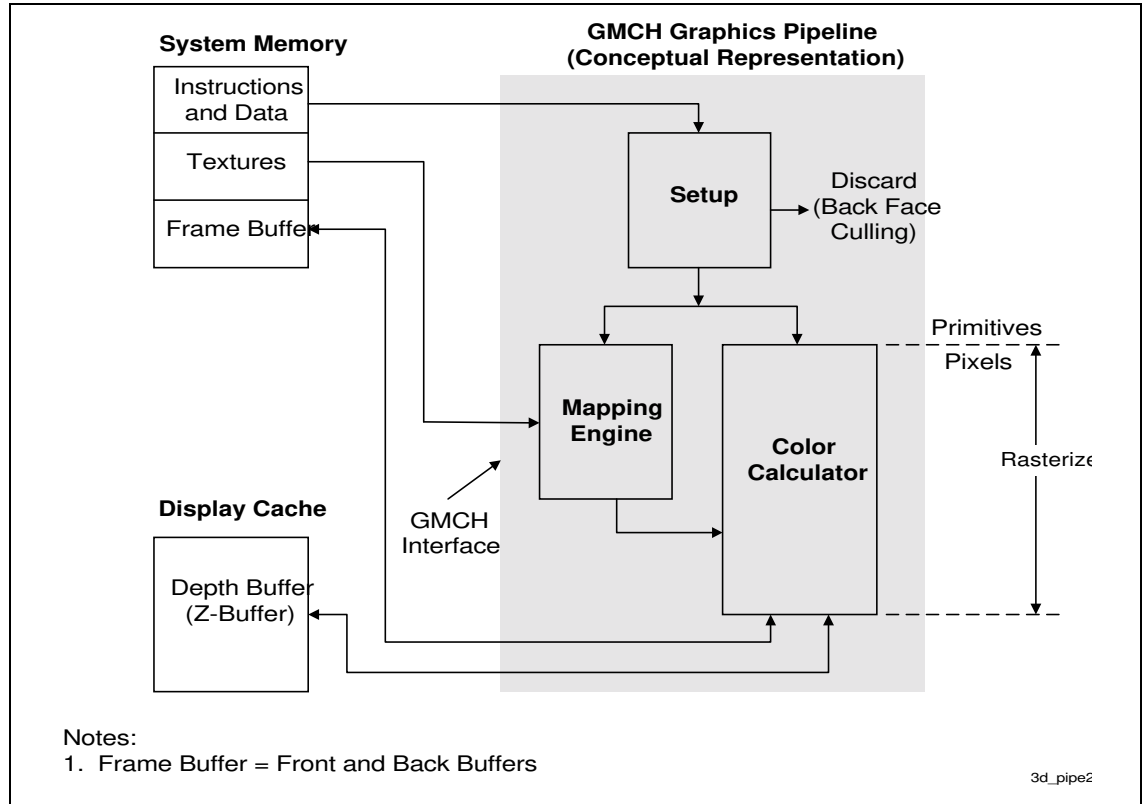 GMCH Graphics Pipeline
(Conceptual Representation)
System Memory
Instructions
and Data
Textures
Frame Buffer
Setup
Discard
(Back Face
Culling)
Primitives
Pixels
Mapping
Engine
Color
Calculator
Rasterize
Display Cache
GMCH
Interface
Depth Buffer
(Z-Buffer)
Notes:
1. Frame Buffer = Front and Back Buffers
3d_pipe2